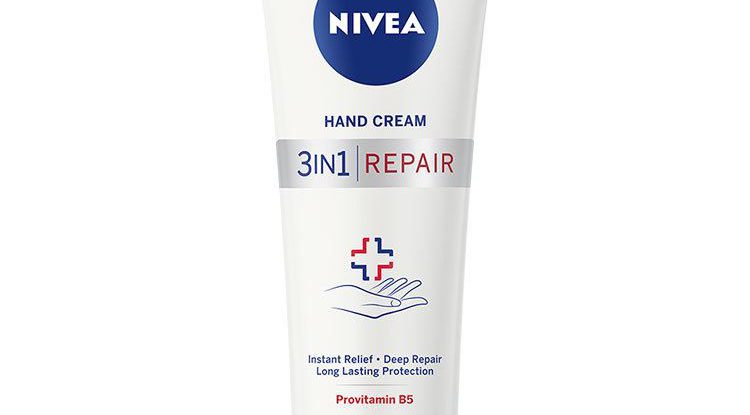 NIVEA
HAND CREAM
3IN1 | REPAIR
Instant Relief • Deep Repair
Long Lasting Protection
Provitamin B5